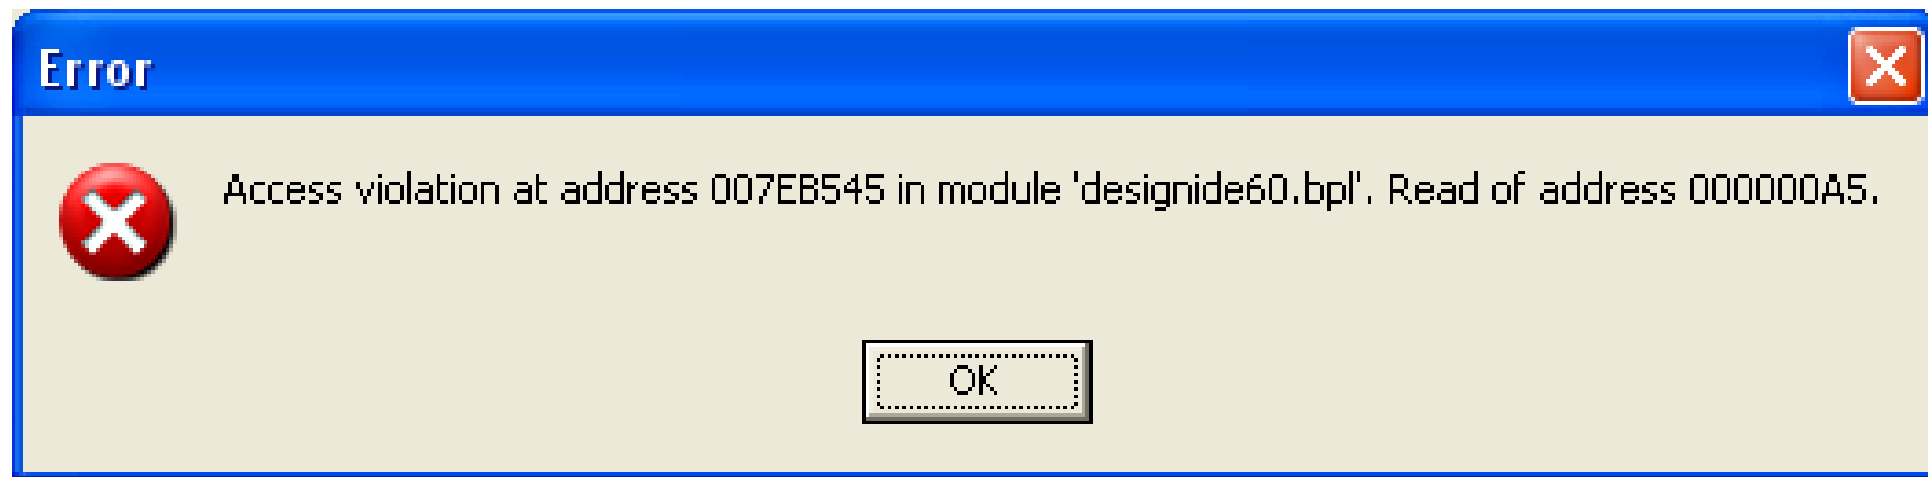 Error
Access violation at address 007EB545 in module 'designide60.bpl'. Read of address 000000A5.
OK